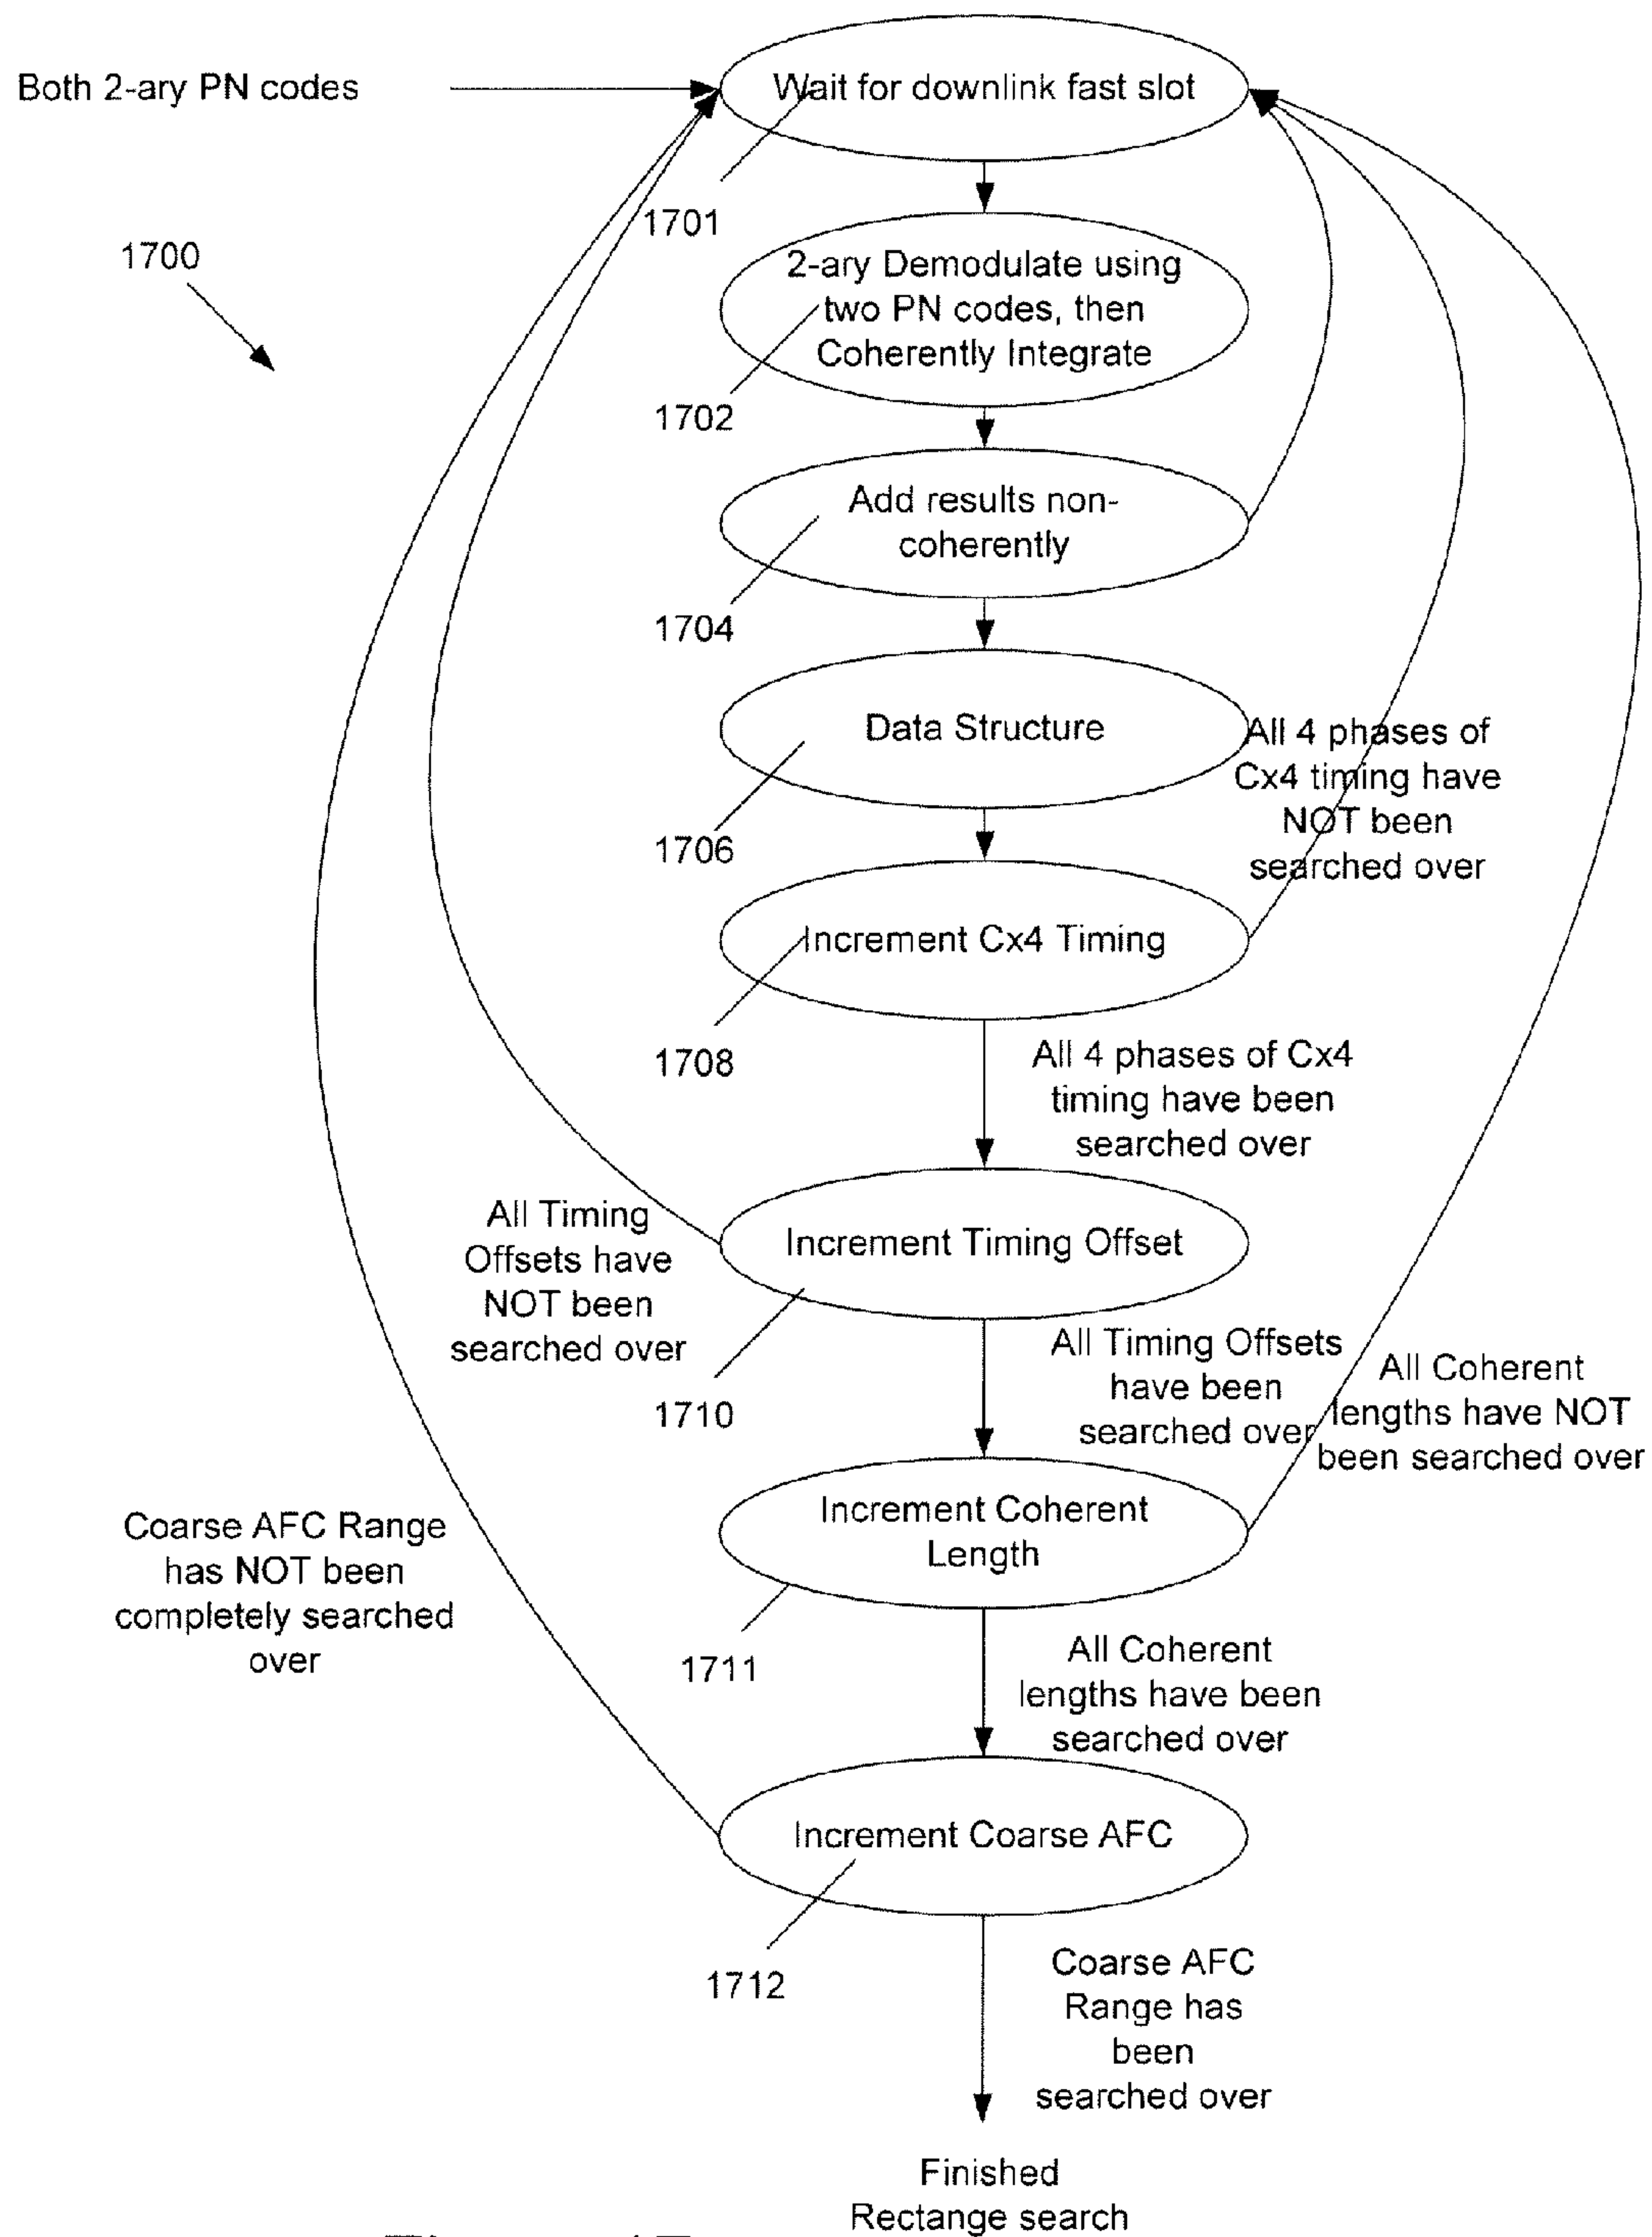 Both 2-ary PN codes
Wait for downlink fast slot
1701
1700
2-ary Demodulate using
two PN codes, then
Coherently Integrate
1702
Add results non-
coherently
1704
Data Structure
1706
All 4 phases of
Cx4 timing have
NOT been
searched over
Increment Cx4 Timing
1708
All 4 phases of Cx4
timing have been
searched over
Increment Timing Offset
All Timing
Offsets have
NOT been
searched over
1710
All Timing Offsets
have been
searched over
All Coherent
lengths have NOT
been searched over
Increment Coherent
Length
1711
Coarse AFC Range
has NOT been
completely searched
over
All Coherent
lengths have been
searched over
Increment Coarse AFC
1712
Coarse AFC
Range has
been
searched over
Finished
Rectange search